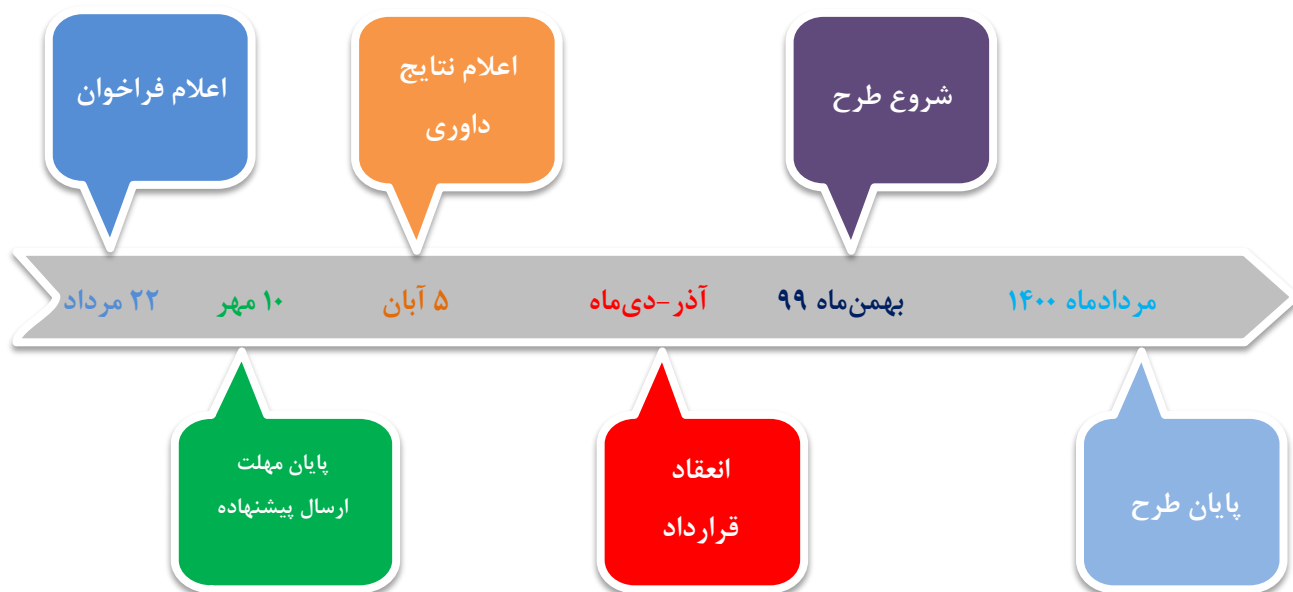 اعلام فراخوان
اعلام نتایج
داوری
شروع طرح
۲۲ مرداد
۱۰ مهر
۵ آبان
آذر-دی‌ماه
بهمن‌ماه ۹۹
مردادماه ۱۴۰۰
پایان مهلت
ارسال پیشنهاده
انعقاد
قرارداد
پایان طرح